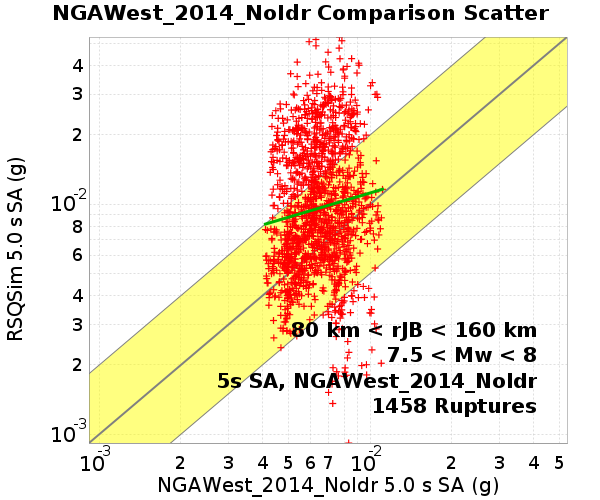 NGAWest_2014_NoIdr Comparison Scatter
RSQSim 5.0 s SA (g)
4
3
2
10-2
8
6
4
3
2
10-3
80 km < rJB < 160 km
7.5 < Mw < 8
5s SA, NGAWest_2014_NoIdr
1458 Ruptures
10-3 2 3 4 5 6 7 10-2 2 3 4 5
NGAWest_2014_NoIdr 5.0 s SA (g)